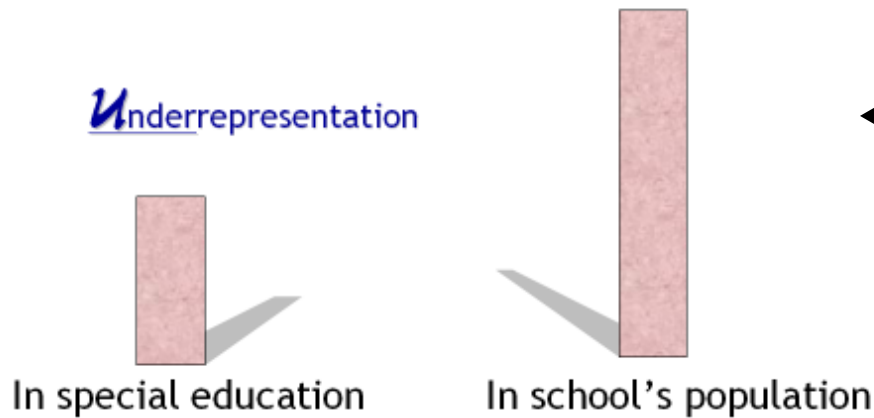 Underrepresentation
In special education
In school’s population